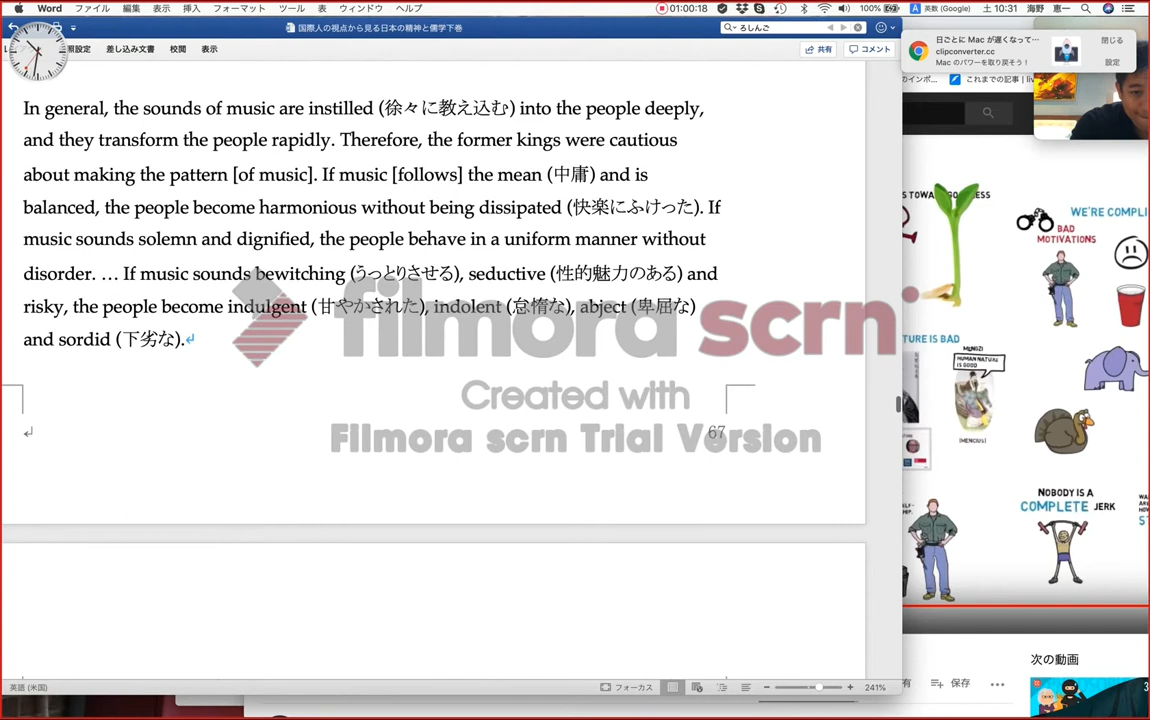 Word ファイル 編集 表示 挿入 フォーマット ツール 表 ウィンドウ ヘルプ 01:00:18 100% 英数 (Google) 土 10:31 海野 恵一
国際人の視点から見る日本の精神と儒学下巻
ろしんご
照設定 差し込み文書 校閲 表示 共有 コメント
日ごとに Mac が遅くなって…
clipconverter.cc
Mac のパワーを取り戻そう！
閉じる
設定
のインポ... これまでの記事 | liv
In general, the sounds of music are instilled (徐々に教え込む) into the people deeply,
and they transform the people rapidly. Therefore, the former kings were cautious
about making the pattern [of music]. If music [follows] the mean (中庸) and is
balanced, the people become harmonious without being dissipated (快楽にふけった). If
music sounds solemn and dignified, the people behave in a uniform manner without
disorder. … If music sounds bewitching (うっとりさせる), seductive (性的魅力のある) and
risky, the people become indulgent (甘やかされた), indolent (怠惰な), abject (卑屈な)
and sordid (下劣な).
filmora scrn
Created with
Filmora scrn Trial Version
67
WE'RE COMPLI
BAD
MOTIVATIONS
TURE IS BAD
MENGZI
HUMAN NATURE
IS GOOD
(MENCIUS)
NOBODY IS A
COMPLETE JERK
次の動画
保存
英語 (米国) フォーカス 241%